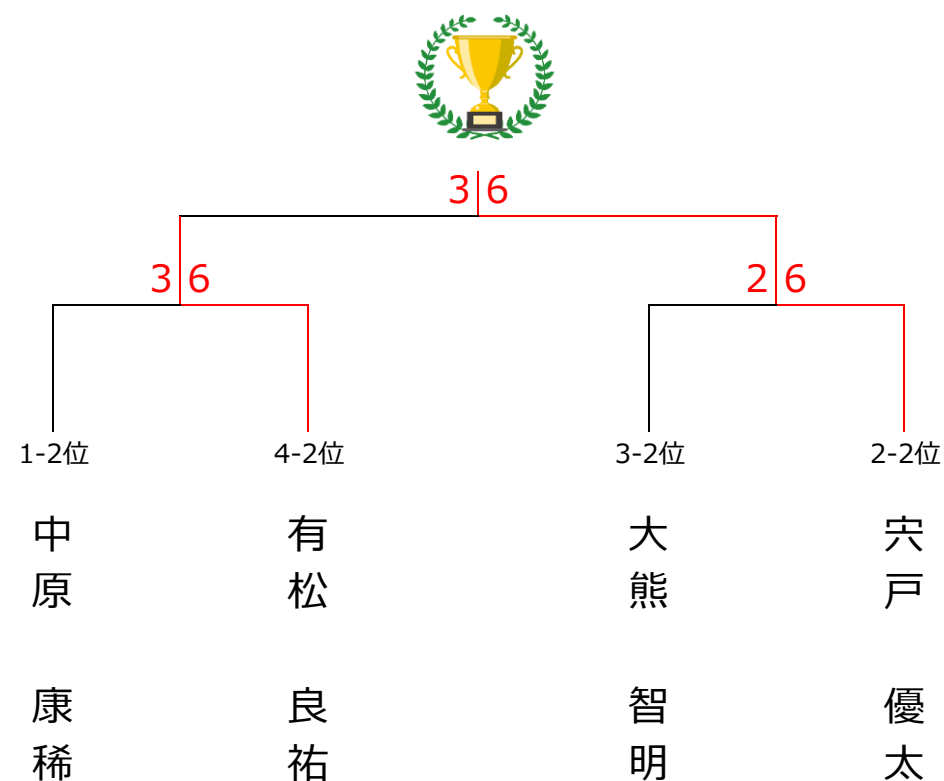 3 6
3 6
2 6
1-2位
4-2位
3-2位
2-2位
中原 康稀
有松 良祐
大熊 智明
宍戸 優太